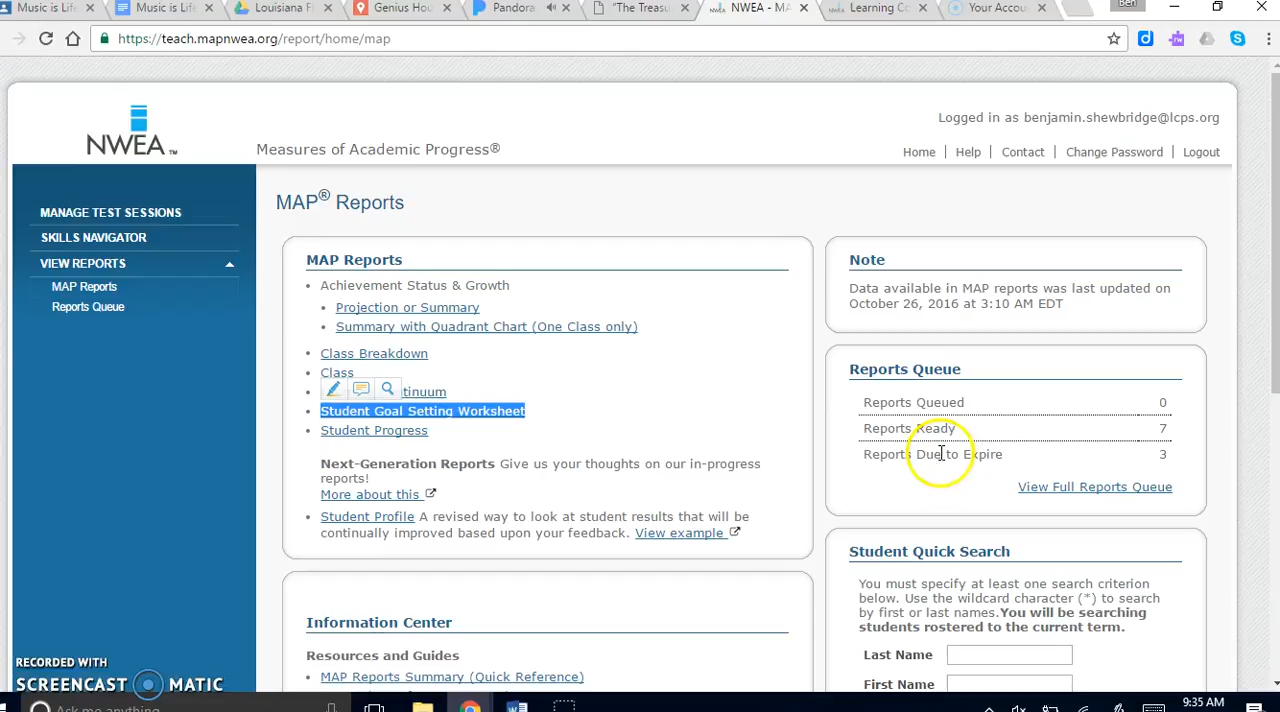 Music is Life
Music is Life
Louisiana F
Genius Hou
Pandora
"The Treasu
NWEA - MA
Learning Co
Your Accou
Ben
https://teach.mapnwea.org/report/home/map
NWEA™
Measures of Academic Progress®
Logged in as benjamin.shewbridge@lcps.org
Home | Help | Contact | Change Password | Logout
MANAGE TEST SESSIONS
SKILLS NAVIGATOR
VIEW REPORTS
MAP Reports
Reports Queue
MAP® Reports
MAP Reports
• Achievement Status & Growth
• Projection or Summary
• Summary with Quadrant Chart (One Class only)
• Class Breakdown
• Class
• tinuum
• Student Goal Setting Worksheet
• Student Progress
Next-Generation Reports Give us your thoughts on our in-progress
reports!
More about this
• Student Profile A revised way to look at student results that will be
continually improved based upon your feedback. View example
Information Center
Resources and Guides
MAP Reports Summary (Quick Reference)
Note
Data available in MAP reports was last updated on
October 26, 2016 at 3:10 AM EDT
Reports Queue
Reports Queued 0
Reports Ready 7
Reports Due to Expire 3
View Full Reports Queue
Student Quick Search
You must specify at least one search criterion
below. Use the wildcard character (*) to search
by first or last names.You will be searching
students rostered to the current term.
Last Name
First Name
RECORDED WITH
SCREENCAST MATIC
Ask me anything
9:35 AM